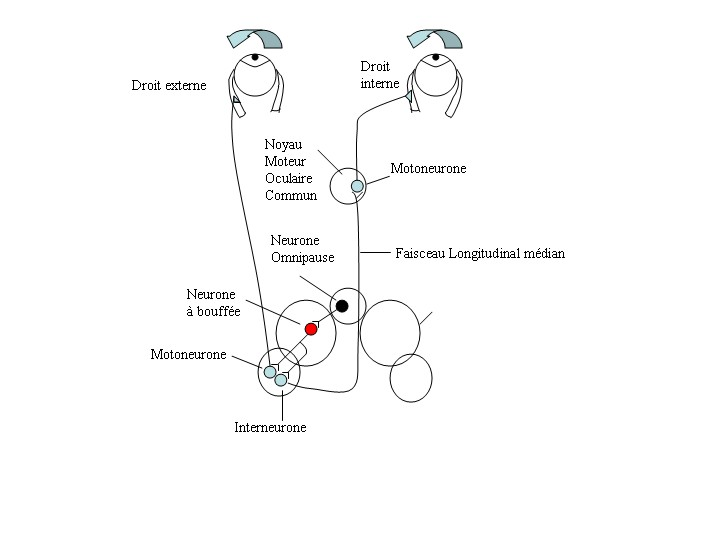 Droit
interne
Droit externe
Noyau
Moteur
Oculaire
Commun
Motoneurone
Neurone
Omnipause
Faisceau Longitudinal médian
Neurone
à bouffée
Motoneurone
Interneurone